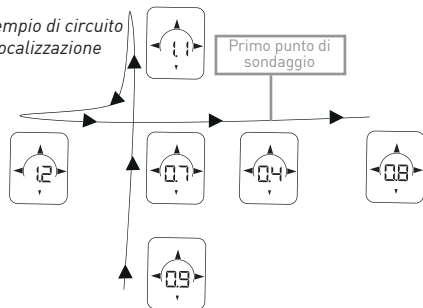 empio di circuito
ocalizzazione
1.1
Primo punto di
sondaggio
1.2
0.7
0.4
0.8
0.9